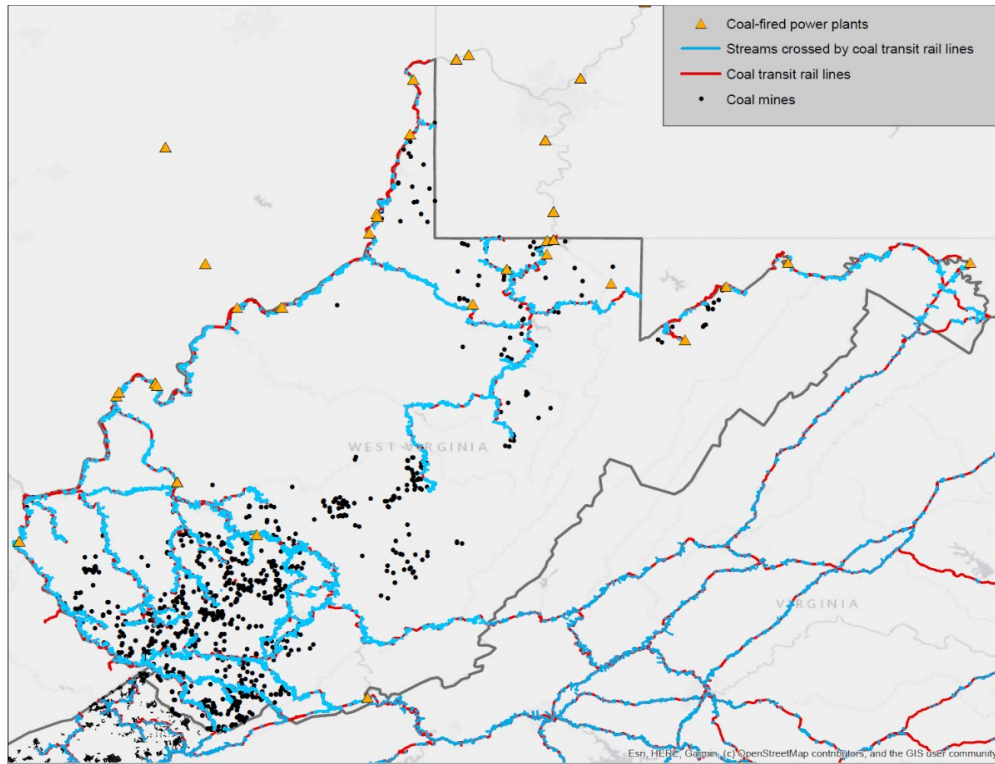 Coal-fired power plants
Streams crossed by coal transit rail lines
Coal transit rail lines
Coal mines
WEST VIRGINIA
VIRGINIA
Esri, HERE, Garmin, (c) OpenStreetMap contributors, and the GIS user community